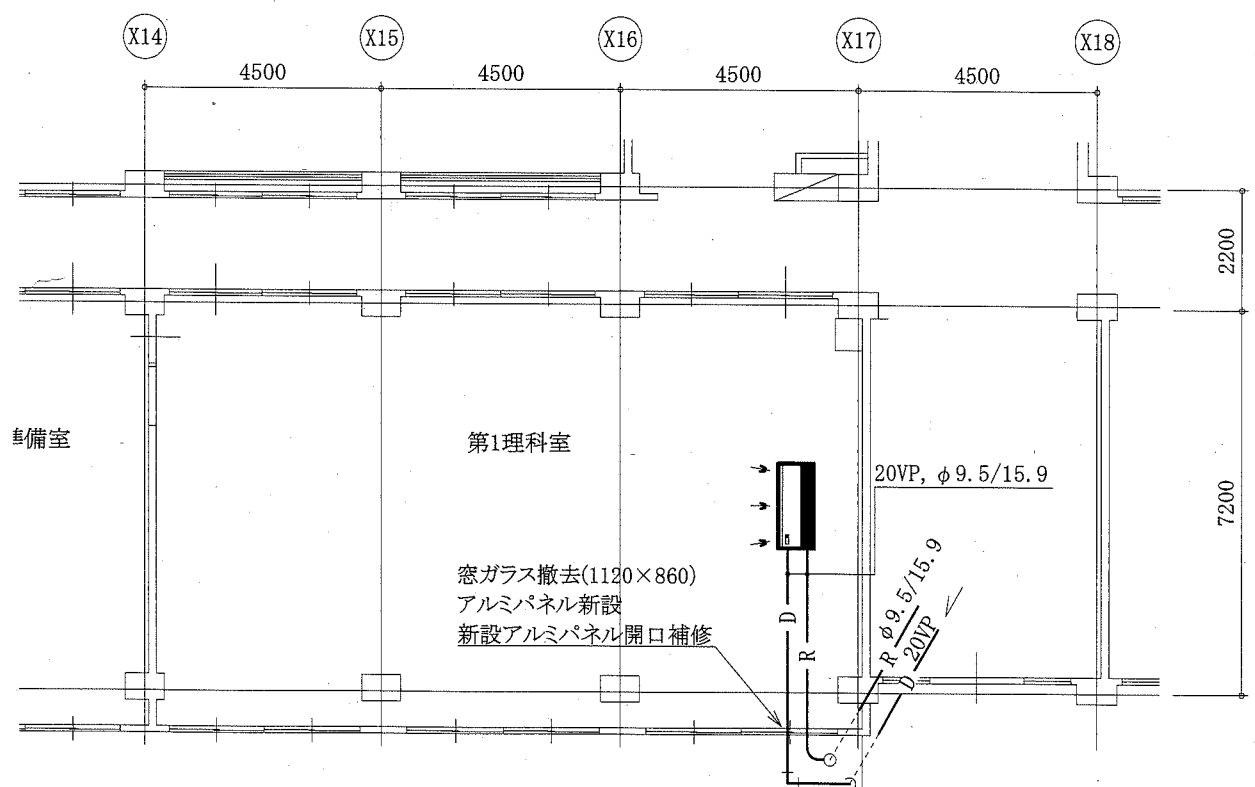 X14
X15
X16
X17
X18
4500
4500
4500
4500
2200
7200
備室
第1理科室
20VP, φ9.5/15.9
窓ガラス撤去(1120×860)
アルミパネル新設
新設アルミパネル開口補修
D
R
R φ9.5/15.9
D 20VP